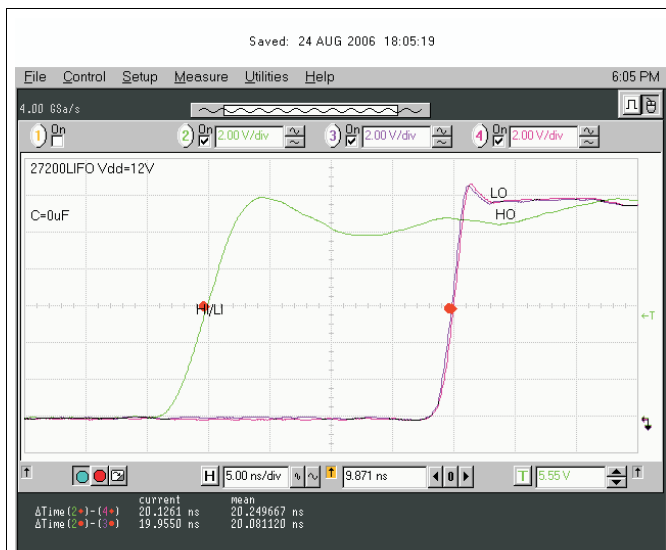 Saved: 24 AUG 2006 18:05:19
File Control Setup Measure Utilities Help 6:05 PM
4.00 GSa/s
1 On 2 On 2.00 V/div 3 On 2.00 V/div 4 On 2.00 V/div
27200LIFO Vdd=12V
LO
C=0uF
HO
HI/LI
T
H 5.00 ns/div 9.871 ns 0 T 5.55 V
current mean
ΔTime(2)-(4) 20.1261 ns 20.249667 ns
ΔTime(2)-(3) 19.9550 ns 20.081120 ns